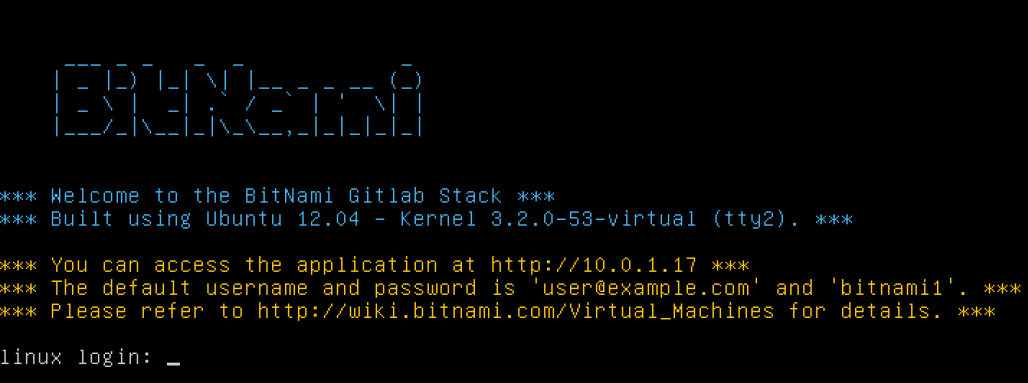 BitNami
*** Welcome to the BitNami Gitlab Stack ***
*** Built using Ubuntu 12.04 - Kernel 3.2.0-53-virtual (tty2). ***
*** You can access the application at http://10.0.1.17 ***
*** The default username and password is 'user@example.com' and 'bitnami1'. ***
*** Please refer to http://wiki.bitnami.com/Virtual_Machines for details. ***
linux login: _